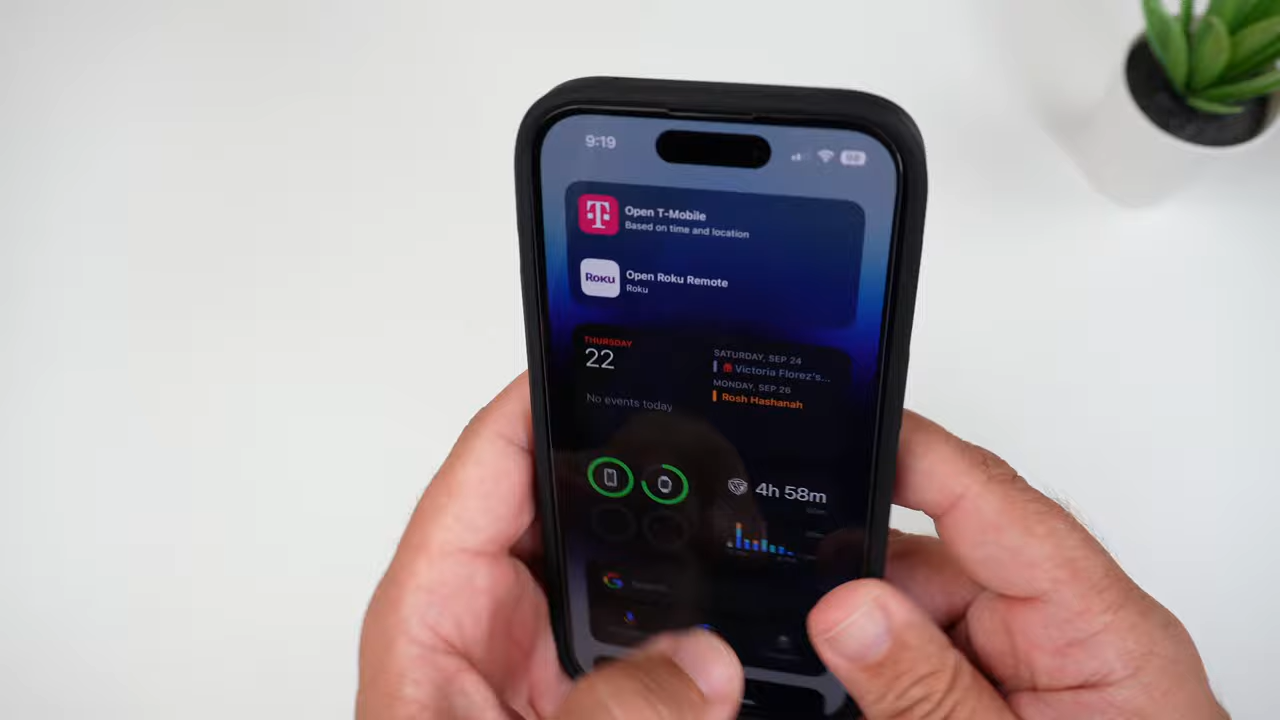 9:19
Open T-Mobile
Based on time and location
Roku
Open Roku Remote
Roku
THURSDAY
22
No events today
SATURDAY, SEP 24
Victoria Florez's...
MONDAY, SEP 26
Rosh Hashanah
4h 58m